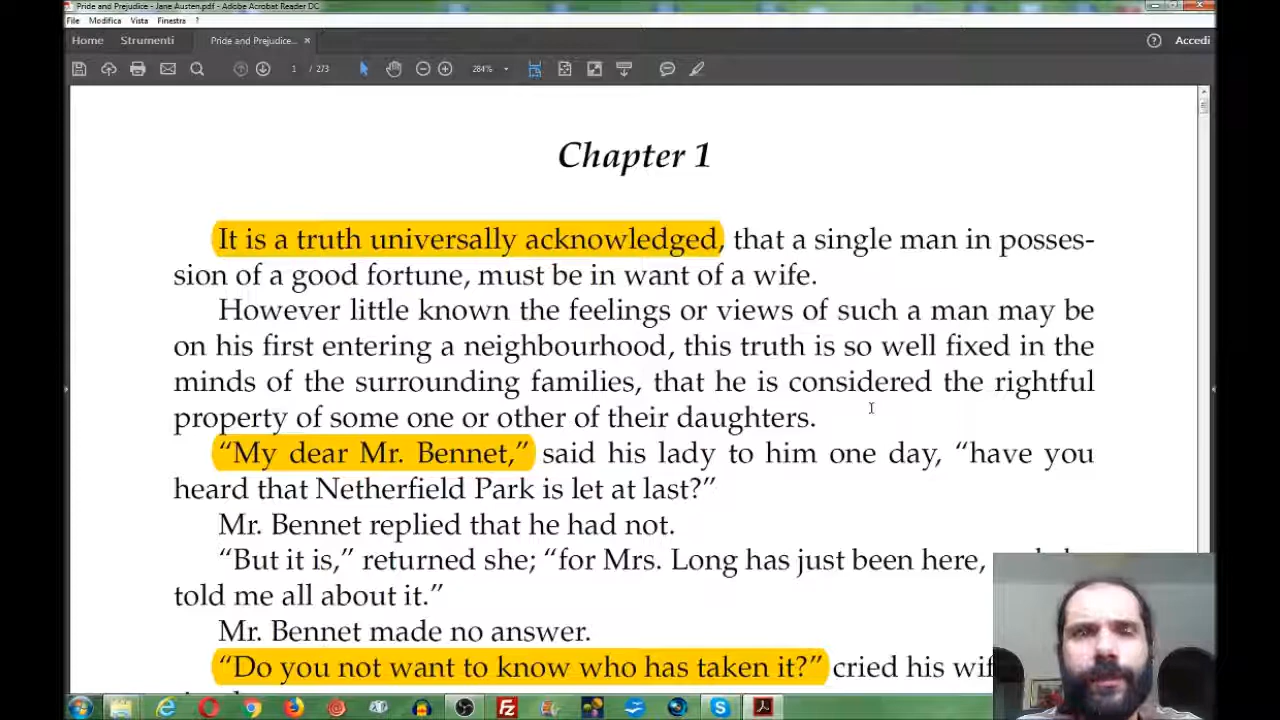 Pride and Prejudice - Jane Austen.pdf - Adobe Acrobat Reader DC
File Modifica Vista Finestra ?
Home Strumenti Pride and Prejudice... × Accedi
1 / 273 284%
Chapter 1
It is a truth universally acknowledged, that a single man in posses-
sion of a good fortune, must be in want of a wife.
However little known the feelings or views of such a man may be
on his first entering a neighbourhood, this truth is so well fixed in the
minds of the surrounding families, that he is considered the rightful
property of some one or other of their daughters.
“My dear Mr. Bennet,” said his lady to him one day, “have you
heard that Netherfield Park is let at last?”
Mr. Bennet replied that he had not.
“But it is,” returned she; “for Mrs. Long has just been here,
told me all about it.”
Mr. Bennet made no answer.
“Do you not want to know who has taken it?” cried his